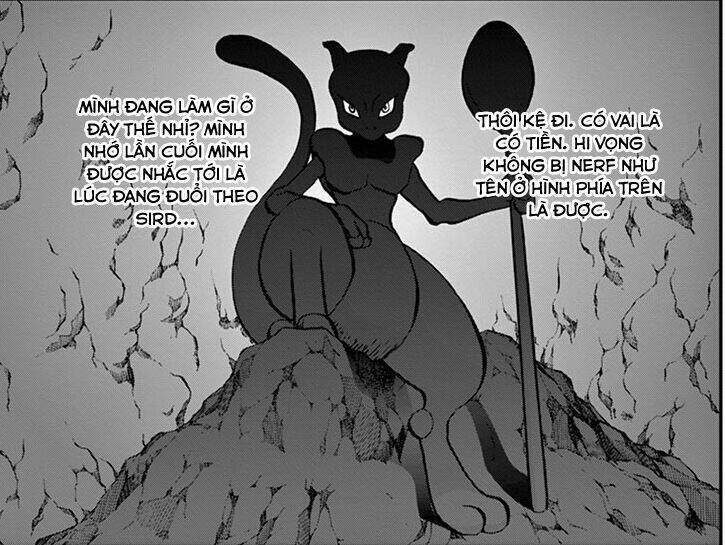 MÌNH ĐANG LÀM GÌ Ở
ĐÂY THẾ NHỈ? MÌNH
NHỚ LẦN CUỐI MÌNH
ĐƯỢC NHẮC TỚI LÀ
LÚC ĐANG ĐUỔI THEO
SIRD...
THÔI KỆ ĐI. CÓ VAI LÀ
CÓ TIỀN. HI VỌNG
KHÔNG BỊ NERF NHƯ
TÊN Ở HÌNH PHÍA TRÊN
LÀ ĐƯỢC.